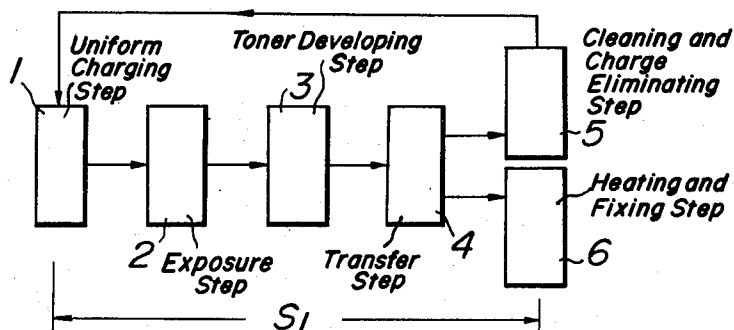 1
Uniform
Charging
Step
2
Exposure
Step
3
Toner Developing
Step
4
Transfer
Step
Cleaning and
Charge
Eliminating
Step
5
Heating and
Fixing Step
6
S1